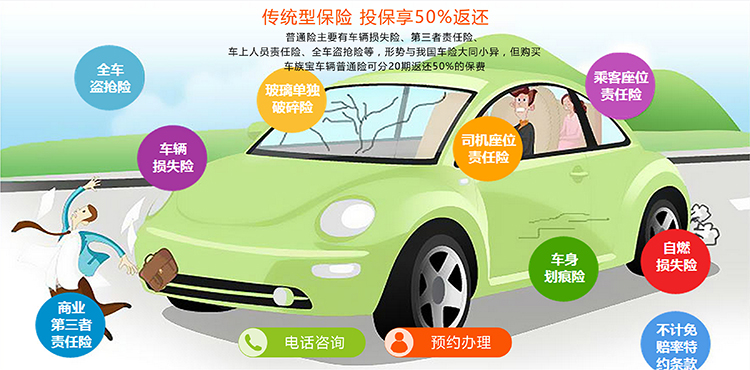 传统型保险 投保享50%返还
普通险主要有车辆损失险、第三者责任险、
车上人员责任险、全车盗抢险等，形势与我国车险大同小异，但购买
车族宝车辆普通险可分20期返还50%的保费
全车
盗抢险
玻璃单独
破碎险
乘客座位
责任险
车辆
损失险
司机座位
责任险
车身
划痕险
自燃
损失险
商业
第三者
责任险
不计免
赔率特
约条款
电话咨询
预约办理